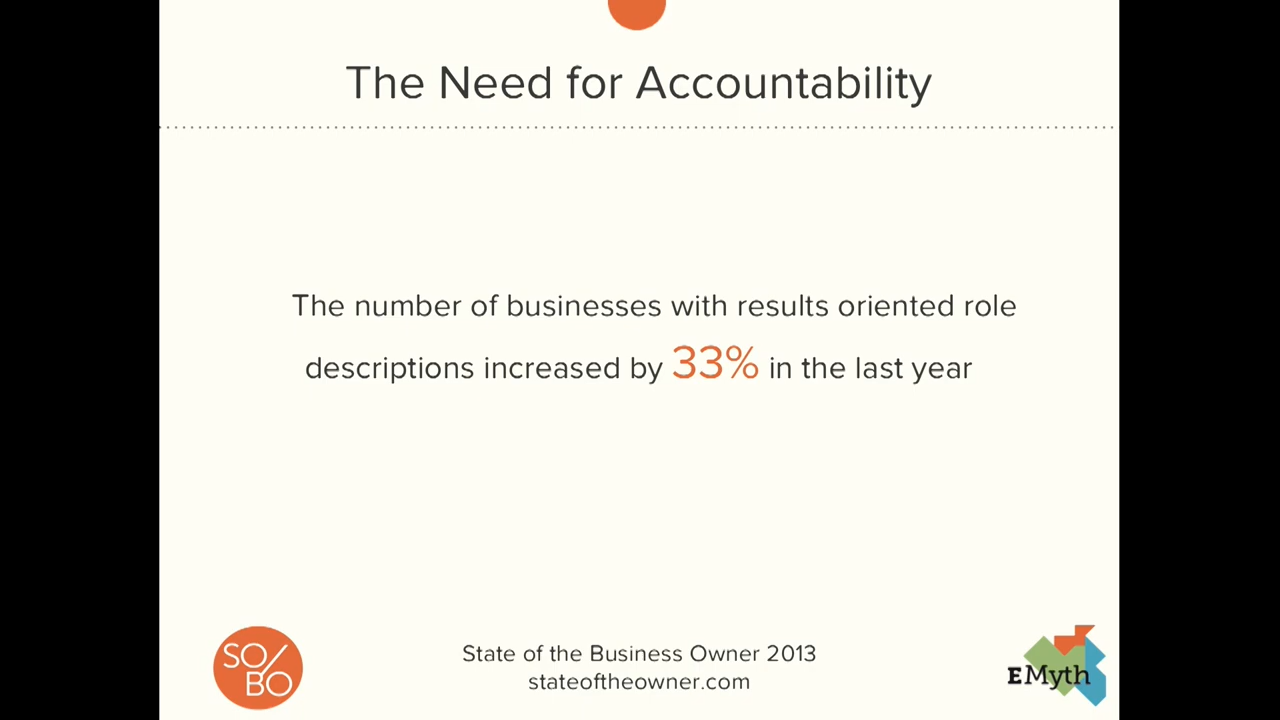 The Need for Accountability
The number of businesses with results oriented role
descriptions increased by 33% in the last year
SO/
BO
State of the Business Owner 2013
stateoftheowner.com
EMyth